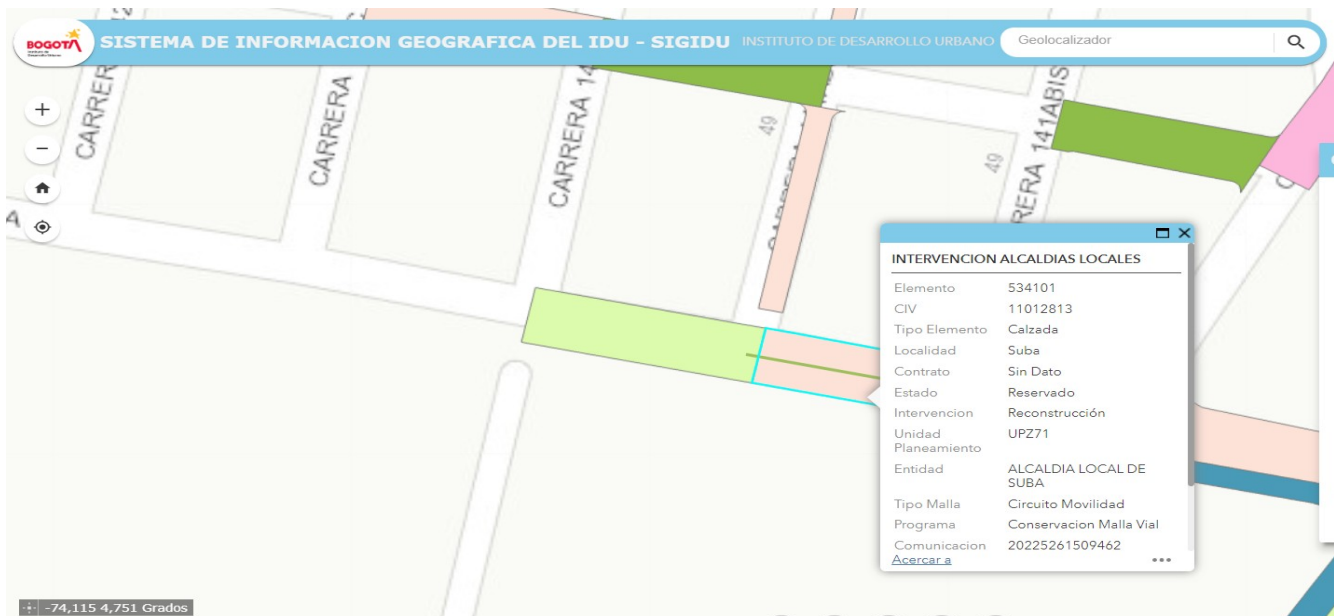 BOGOTÁ
SISTEMA DE INFORMACION GEOGRAFICA DEL IDU - SIGIDU INSTITUTO DE DESARROLLO URBANO Geolocalizador
CARRERA
CARRERA
CARRERA 14
49
49
CARRERA
RERA 141ABIS
A
INTERVENCION ALCALDIAS LOCALES
Elemento 534101
CIV 11012813
Tipo Elemento Calzada
Localidad Suba
Contrato Sin Dato
Estado Reservado
Intervencion Reconstrucción
Unidad Planeamiento UPZ71
Entidad ALCALDIA LOCAL DE
SUBA
Tipo Malla Circuito Movilidad
Programa Conservacion Malla Vial
Comunicacion 20225261509462
Acercar a
-74,115 4,751 Grados